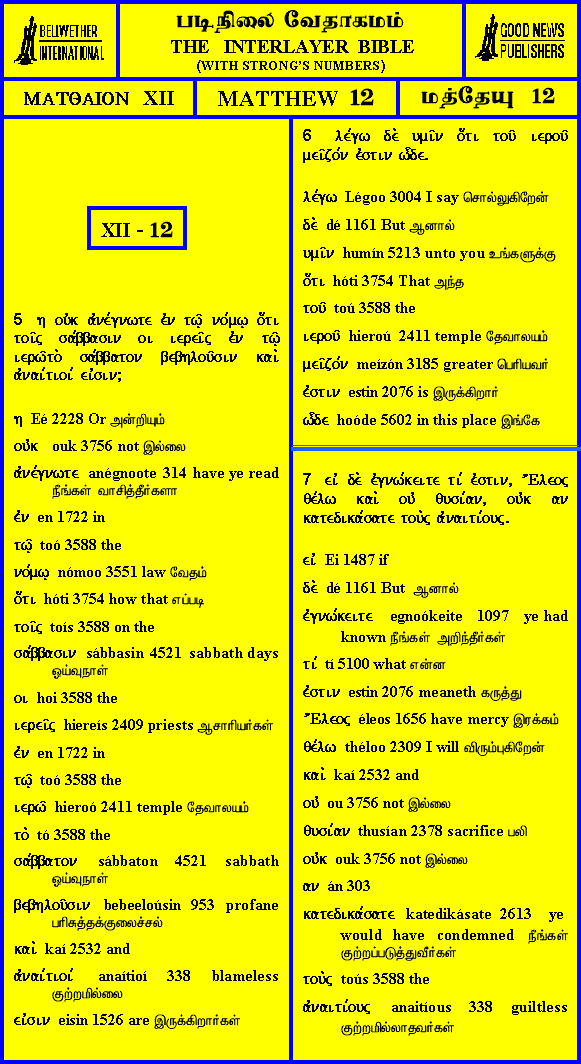 BELLWETHER
INTERNATIONAL
படிநிலை வேதாகமம்
THE INTERLAYER BIBLE
(WITH STRONG'S NUMBERS)
GOOD NEWS
PUBLISHERS
ΜΑΤΘΑΙΟΝ XII
MATTHEW 12
மத்தேயு 12
XII - 12
5 η οὐκ ἀνέγνωτε ἐν τῷ νόμῳ ὅτι
τοῖς σάββασιν οι ιερεῖς ἐν τῷ
ιερῶτὸ σάββατον βεβηλοῦσιν καὶ
ἀναίτιοί εἰσιν;
η Eé 2228 Or அன்றியும்
οὐκ ouk 3756 not இல்லை
ἀνέγνωτε anégnoote 314 have ye read
நீங்கள் வாசித்தீர்களா
ἐν en 1722 in
τῷ toó 3588 the
νόμῳ nómoo 3551 law வேதம்
ὅτι hóti 3754 how that எப்படி
τοῖς toís 3588 on the
σάββασιν sábbasin 4521 sabbath days
ஓய்வுநாள்
οι hoi 3588 the
ιερεῖς hiereís 2409 priests ஆசாரியர்கள்
ἐν en 1722 in
τῷ toó 3588 the
ιερῶ hieroó 2411 temple தேவாலயம்
τὸ tó 3588 the
σάββατον sábbaton 4521 sabbath
ஓய்வுநாள்
βεβηλοῦσιν bebeeloúsin 953 profane
பரிசுத்தக்குலைச்சல்
καὶ kaí 2532 and
ἀναίτιοί anaítioí 338 blameless
குற்றமில்லை
εἰσιν eisin 1526 are இருக்கிறார்கள்
6 λέγω δὲ υμῖν ὅτι τοῦ ιεροῦ
μεῖζόν ἐστιν ὧδε.
λέγω Légoo 3004 I say சொல்லுகிறேன்
δὲ dé 1161 But ஆனால்
υμῖν humín 5213 unto you உங்களுக்கு
ὅτι hóti 3754 That அந்த
τοῦ toú 3588 the
ιεροῦ hieroú 2411 temple தேவாலயம்
μεῖζόν meízón 3185 greater பெரியவர்
ἐστιν estin 2076 is இருக்கிறார்
ὧδε hoóde 5602 in this place இங்கே
7 εἰ δὲ ἐγνώκειτε τί ἐστιν, Ἔλεος
θέλω καὶ οὐ θυσίαν, οὐκ αν
κατεδικάσατε τοὺς ἀναιτίους.
εἰ Ei 1487 if
δὲ dé 1161 But ஆனால்
ἐγνώκειτε egnoókeite 1097 ye had
known நீங்கள் அறிந்தீர்கள்
τί tí 5100 what என்ன
ἐστιν estin 2076 meaneth கருத்து
Ἔλεος éleos 1656 have mercy இரக்கம்
θέλω théloo 2309 I will விரும்புகிறேன்
καὶ kaí 2532 and
οὐ ou 3756 not இல்லை
θυσίαν thusían 2378 sacrifice பலி
οὐκ ouk 3756 not இல்லை
αν án 303
κατεδικάσατε katedikásate 2613 ye
would have condemned நீங்கள்
குற்றப்படுத்துவீர்கள்
τοὺς toús 3588 the
ἀναιτίους anaitíous 338 guiltless
குற்றமில்லாதவர்கள்